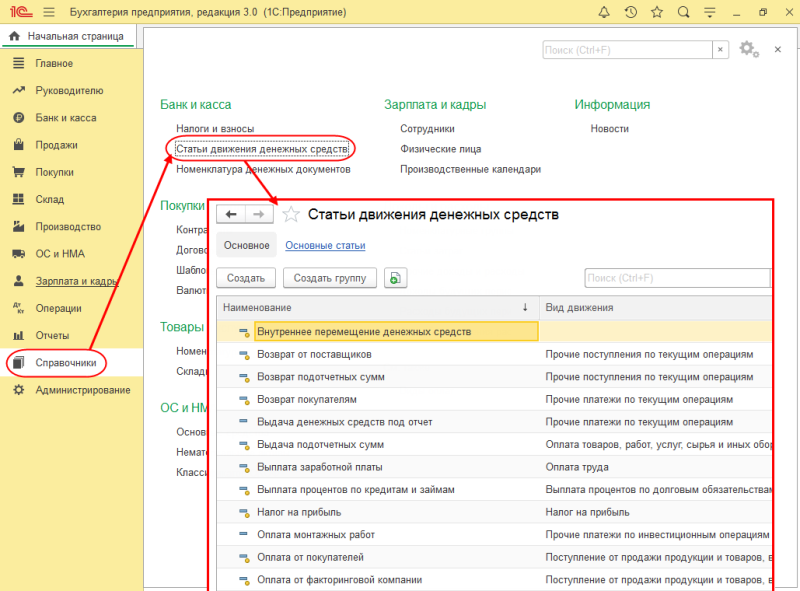 Бухгалтерия предприятия, редакция 3.0 (1С:Предприятие)
Начальная страница
Главное
Руководителю
Банк и касса
Продажи
Покупки
Склад
Производство
ОС и НМА
Зарплата и кадры
Операции
Отчеты
Справочники
Администрирование
Поиск (Ctrl+F)
Банк и касса
Налоги и взносы
Статьи движения денежных средств
Номенклатура денежных документов
Зарплата и кадры
Сотрудники
Физические лица
Производственные календари
Информация
Новости
Покупки
Контра
Догово
Шабло
Валют
Товары
Номен
Склад
ОС и НМ
Основ
Немат
Класси
Статьи движения денежных средств
Основное Основные статьи
Создать Создать группу Поиск (Ctrl+F)
Наименование ↓ Вид движения
Внутреннее перемещение денежных средств
Возврат от поставщиков Прочие поступления по текущим операциям
Возврат подотчетных сумм Прочие поступления по текущим операциям
Возврат покупателям Прочие платежи по текущим операциям
Выдача денежных средств под отчет Прочие платежи по текущим операциям
Выдача подотчетных сумм Оплата товаров, работ, услуг, сырья и иных обор
Выплата заработной платы Оплата труда
Выплата процентов по кредитам и займам Выплата процентов по долговым обязательствам
Налог на прибыль Налог на прибыль
Оплата монтажных работ Прочие платежи по инвестиционным операциям
Оплата от покупателей Поступление от продажи продукции и товаров, в
Оплата от факторинговой компании Поступление от продажи продукции и товаров, в